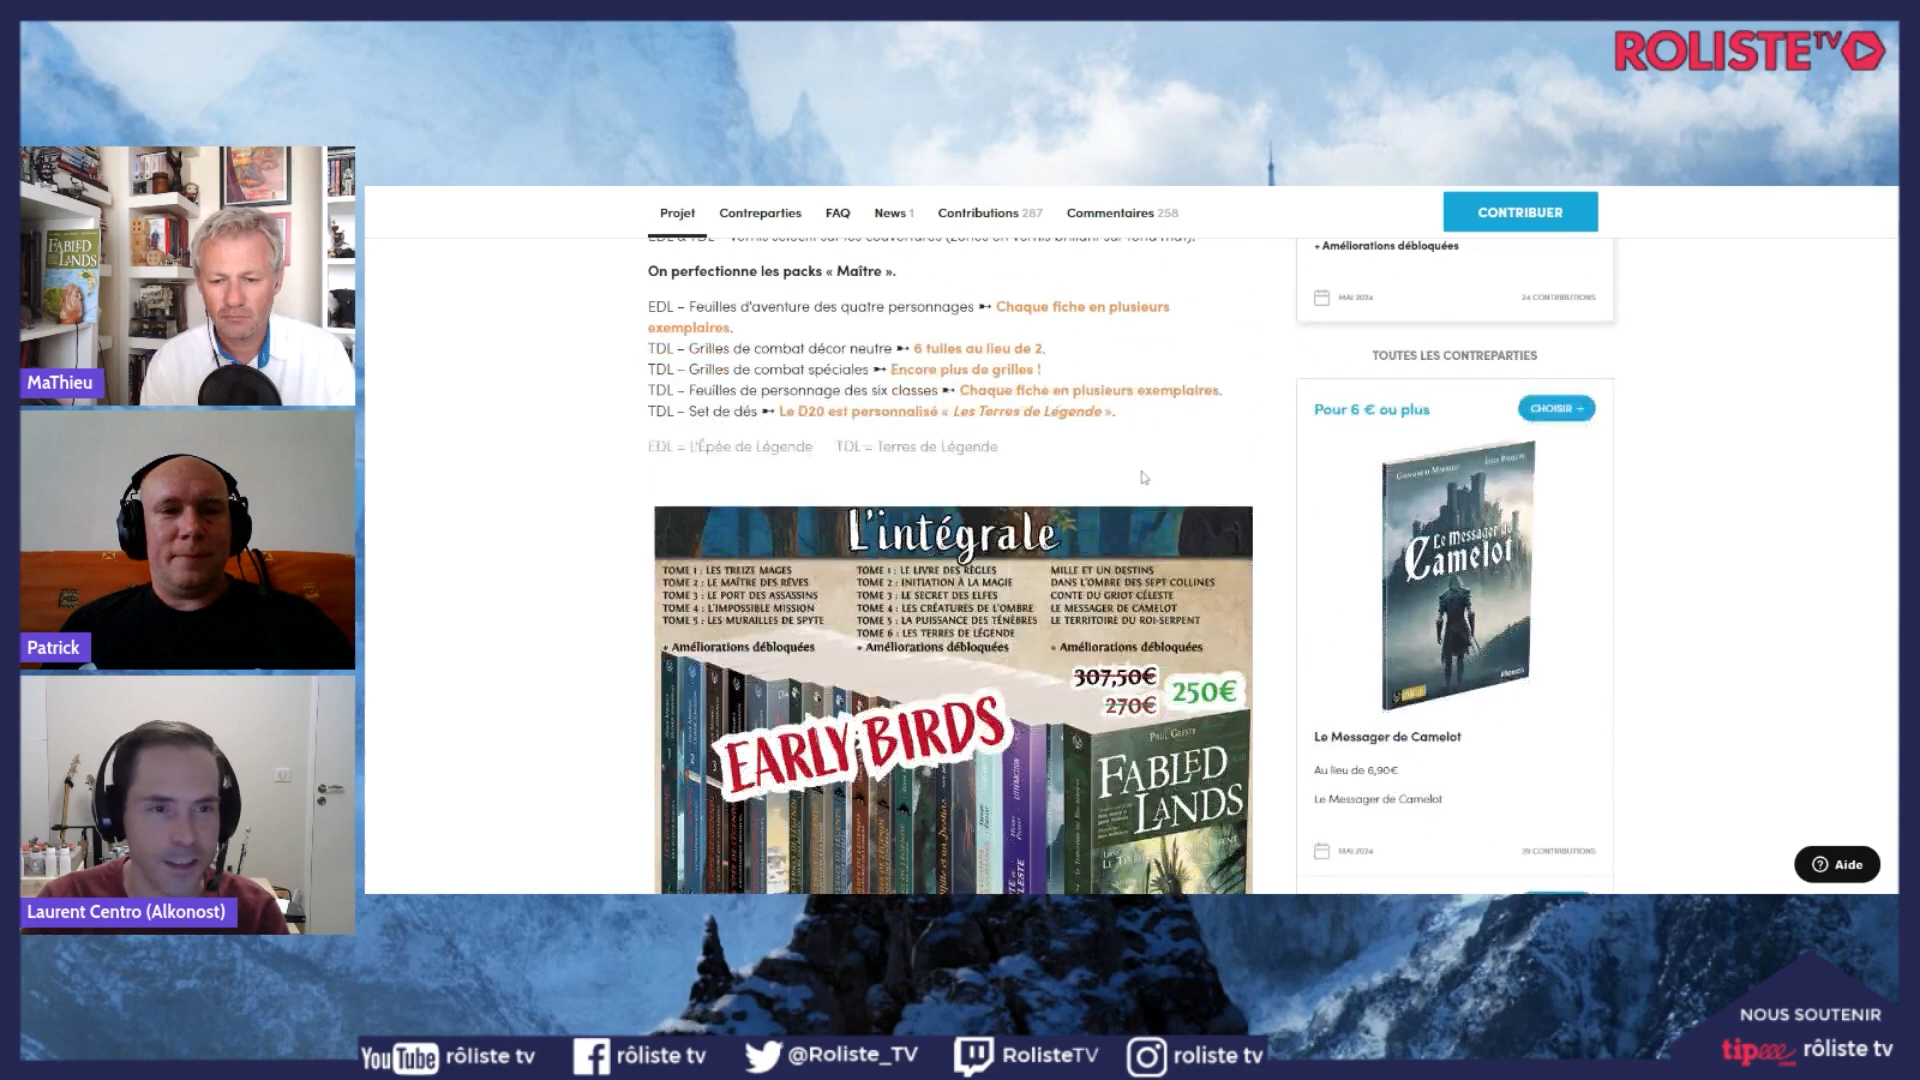 ROLISTE TV
FABLED
LANDS
MaThieu
Patrick
Laurent Centro (Alkonost)
Projet
Contreparties
FAQ
News 1
Contributions 287
Commentaires 258
CONTRIBUER
On perfectionne les packs « Maître ».
EDL – Feuilles d'aventure des quatre personnages ➸ Chaque fiche en plusieurs
exemplaires.
TDL – Grilles de combat décor neutre ➸ 6 tuiles au lieu de 2.
TDL – Grilles de combat spéciales ➸ Encore plus de grilles !
TDL – Feuilles de personnage des six classes ➸ Chaque fiche en plusieurs exemplaires.
TDL – Set de dés ➸ Le D20 est personnalisé « Les Terres de Légende ».
EDL = L'Épée de Légende TDL = Terres de Légende
L'intégrale
TOME 1 : LES TREIZE MAGES
TOME 2 : LE MAÎTRE DES RÊVES
TOME 3 : LE PORT DES ASSASSINS
TOME 4 : L'IMPOSSIBLE MISSION
TOME 5 : LES MURAILLES DE SPYTE
+ Améliorations débloquées
TOME 1 : LE LIVRE DES RÈGLES
TOME 2 : INITIATION À LA MAGIE
TOME 3 : LE SECRET DES ELFES
TOME 4 : LES CRÉATURES DE L'OMBRE
TOME 5 : LA PUISSANCE DES TÉNÈBRES
TOME 6 : LES TERRES DE LÉGENDE
+ Améliorations débloquées
MILLE ET UN DESTINS
DANS L'OMBRE DES SEPT COLLINES
CONTE DU GRIOT CÉLESTE
LE MESSAGER DE CAMELOT
LE TERRITOIRE DU ROI-SERPENT
+ Améliorations débloquées
307,50€
270€
250€
EARLY BIRDS
FABLED
LANDS
+ Améliorations débloquées
MAI 2024
24 CONTRIBUTIONS
TOUTES LES CONTREPARTIES
Pour 6 € ou plus
CHOISIR →
Le Messager de
Camelot
Le Messager de Camelot
Au lieu de 6,90€
Le Messager de Camelot
MAI 2024
39 CONTRIBUTIONS
Aide
YouTube rôliste tv
rôliste tv
@Roliste_TV
RolisteTV
roliste tv
NOUS SOUTENIR
tipeee rôliste tv